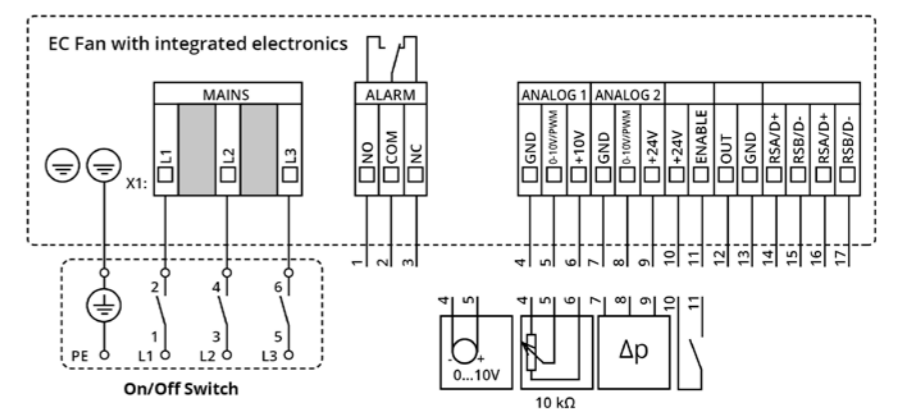 EC Fan with integrated electronics
MAINS
ALARM
ANALOG 1
ANALOG 2
X1:
L1
L2
L3
NO
COM
NC
GND
0-10V/PWM
+10V
GND
0-10V/PWM
+24V
+24V
ENABLE
OUT
GND
RSA/D+
RSB/D-
RSA/D+
RSB/D-
1
2
3
4
5
6
7
8
9
10
11
12
13
14
15
16
17
2
4
6
1
3
5
PE
L1
L2
L3
On/Off Switch
4
5
- +
0...10V
4
5
6
10 kΩ
7
8
9
Δp
10
11